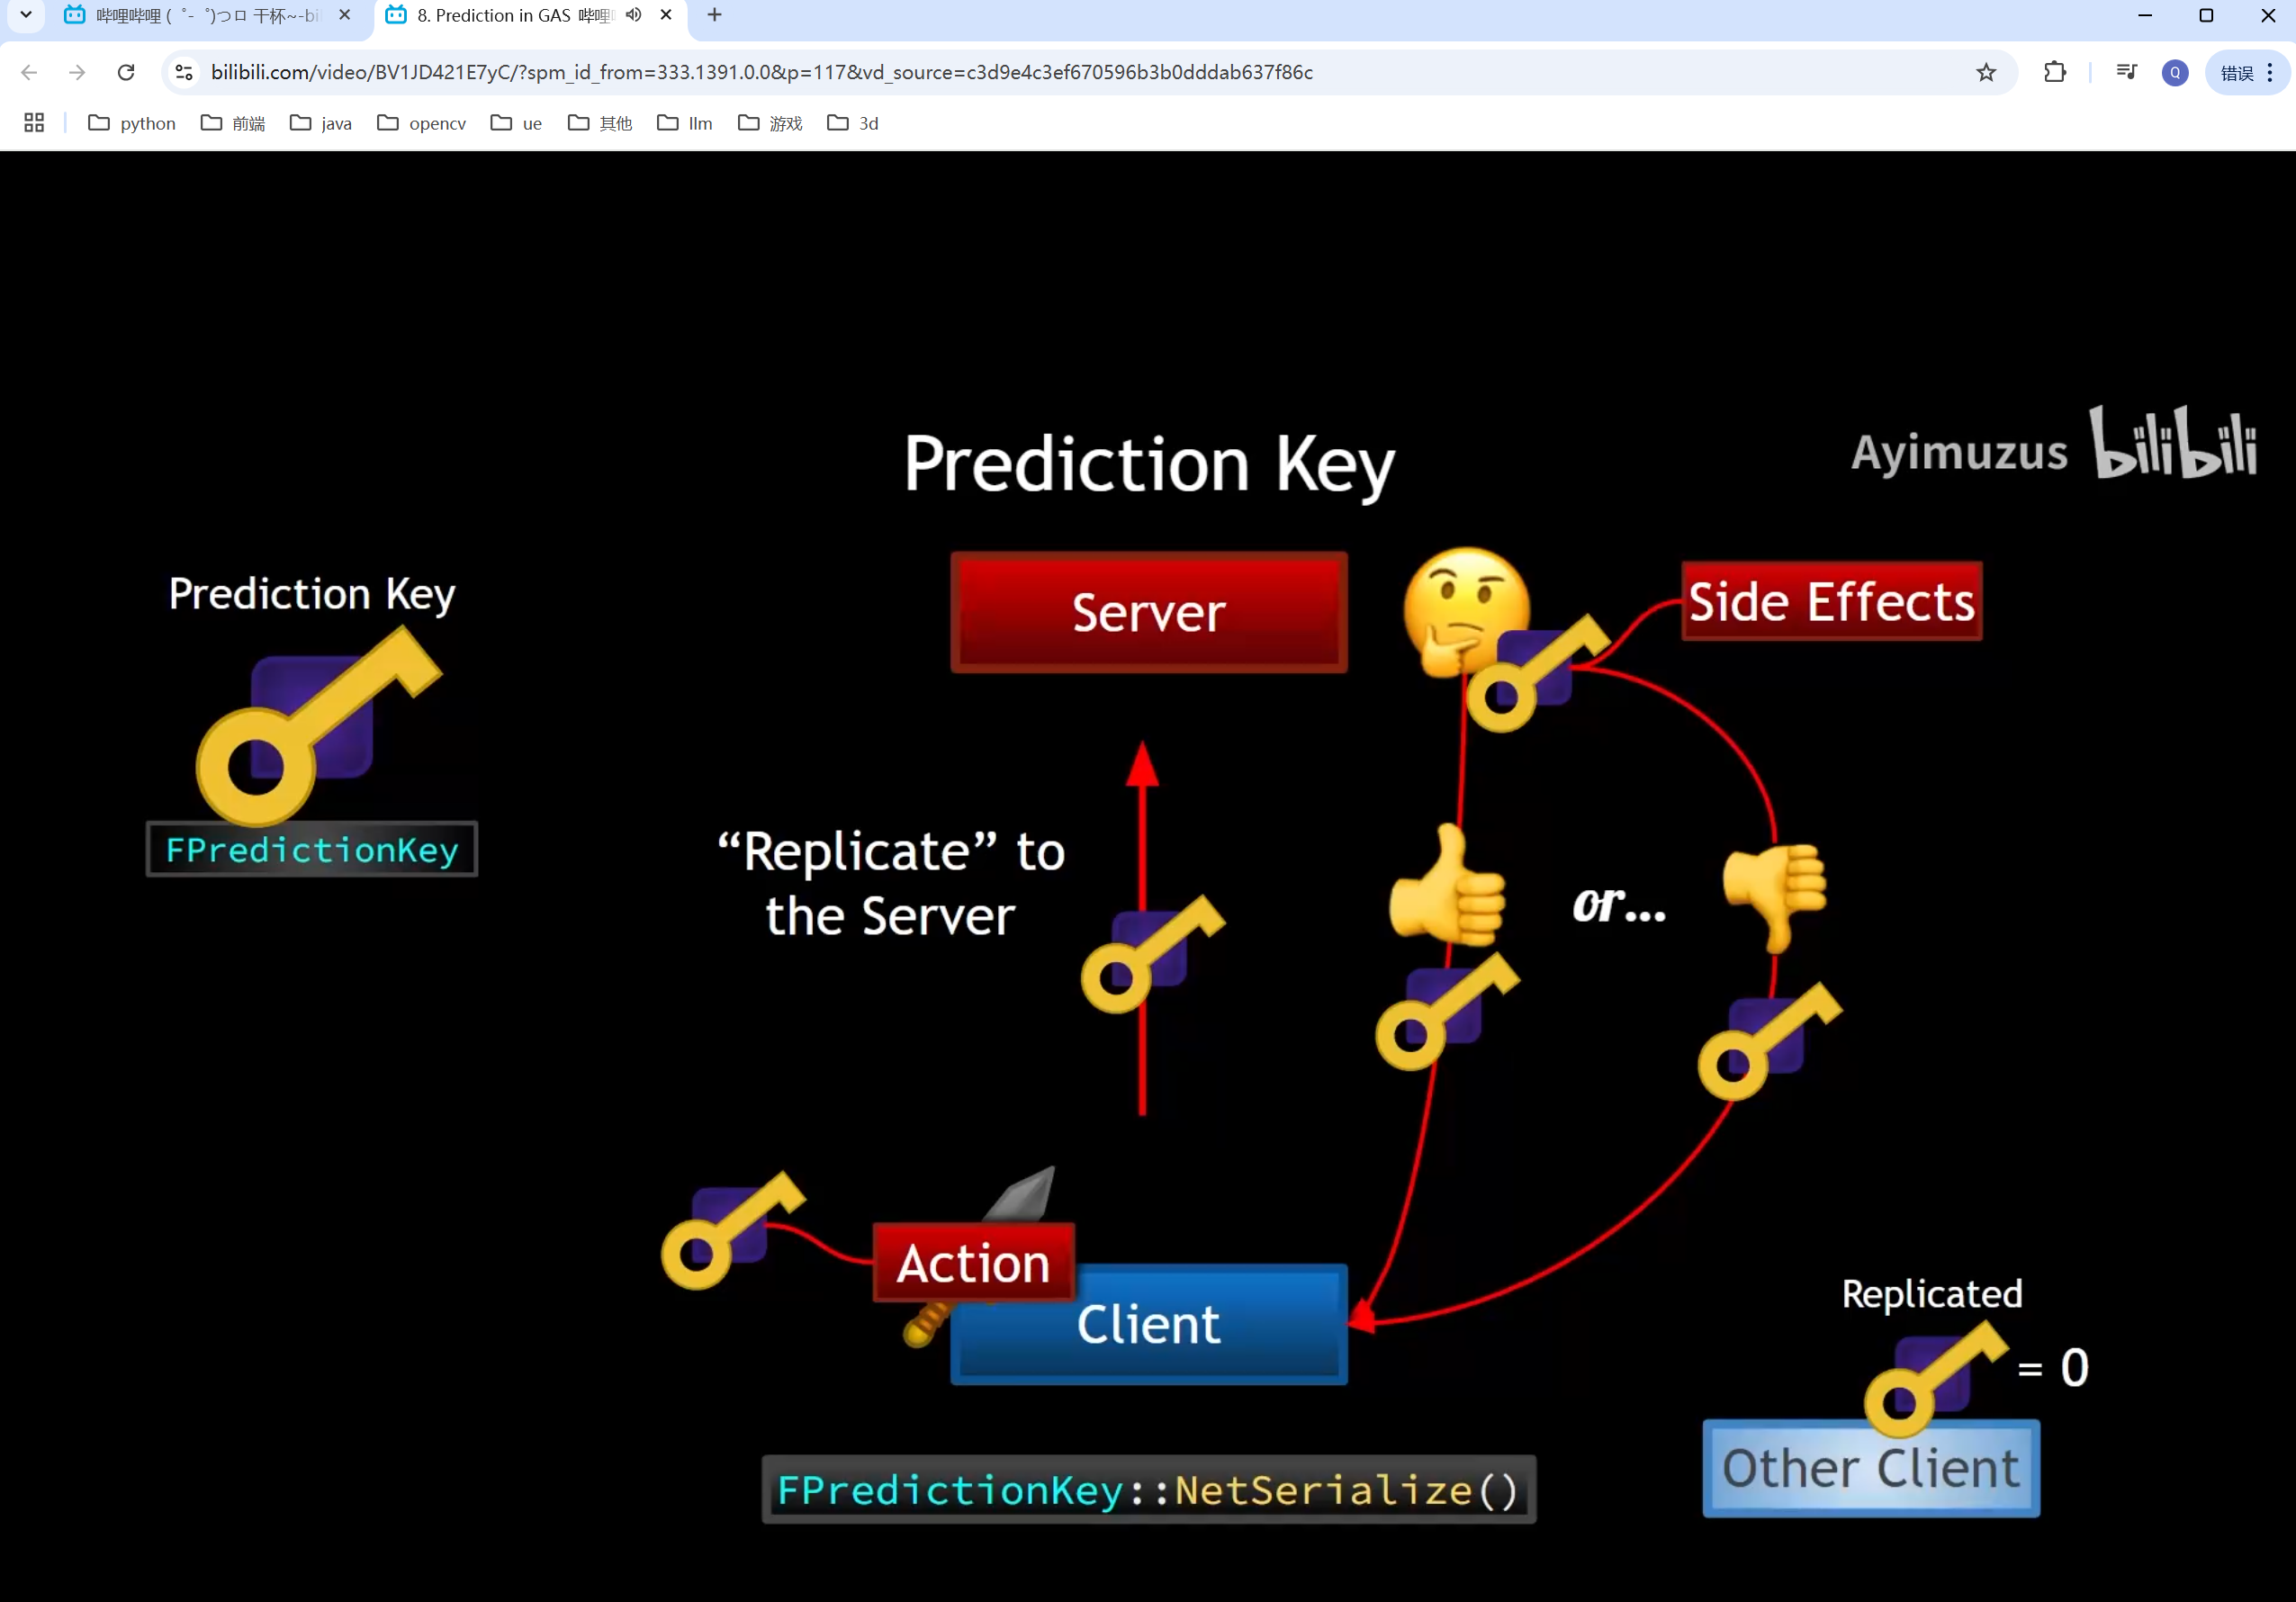 哔哩哔哩 (゜-゜)つロ 干杯~-bi
8. Prediction in GAS 哔哩
bilibili.com/video/BV1JD421E7yC/?spm_id_from=333.1391.0.0&p=117&vd_source=c3d9e4c3ef670596b3b0dddab637f86c
Q
错误
python
前端
java
opencv
ue
其他
llm
游戏
3d
Prediction Key
Ayimuzus bilibili
Prediction Key
Server
Side Effects
FPredictionKey
“Replicate” to
the Server
or...
Action
Client
Replicated
= 0
Other Client
FPredictionKey::NetSerialize()